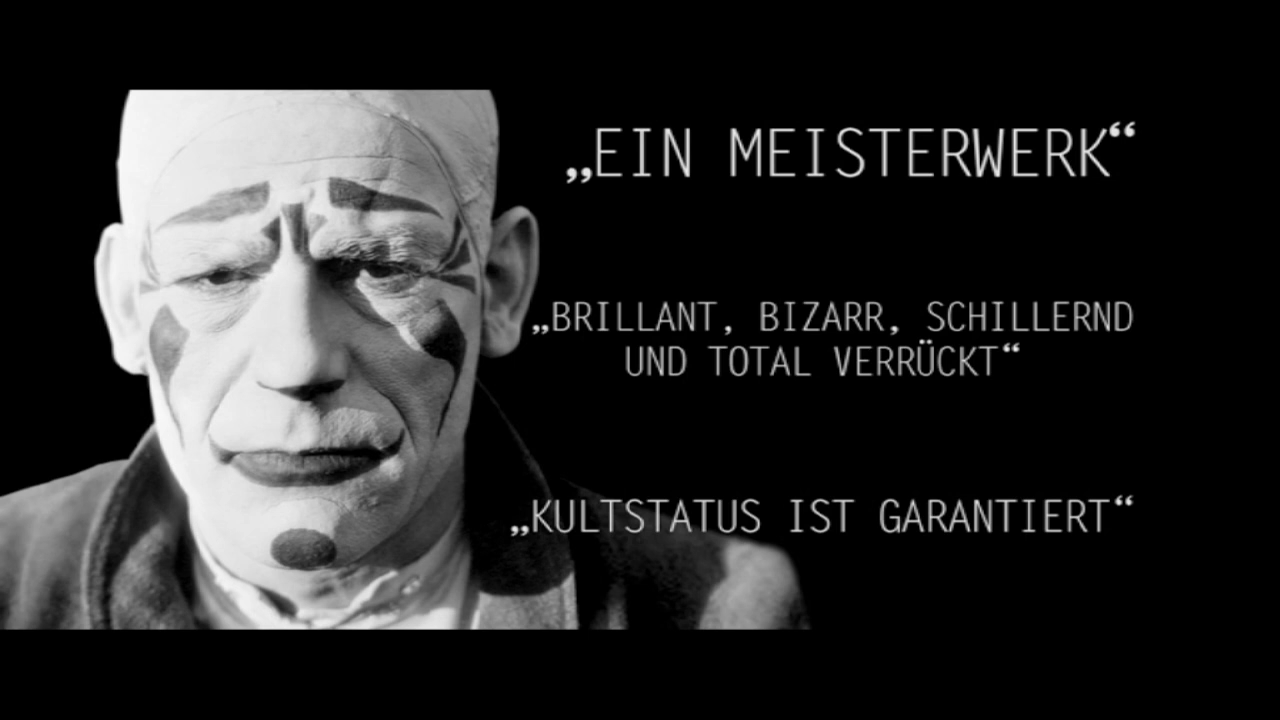 „EIN MEISTERWERK“
„BRILLANT, BIZARR, SCHILLERND
UND TOTAL VERRÜCKT“
„KULTSTATUS IST GARANTIERT“